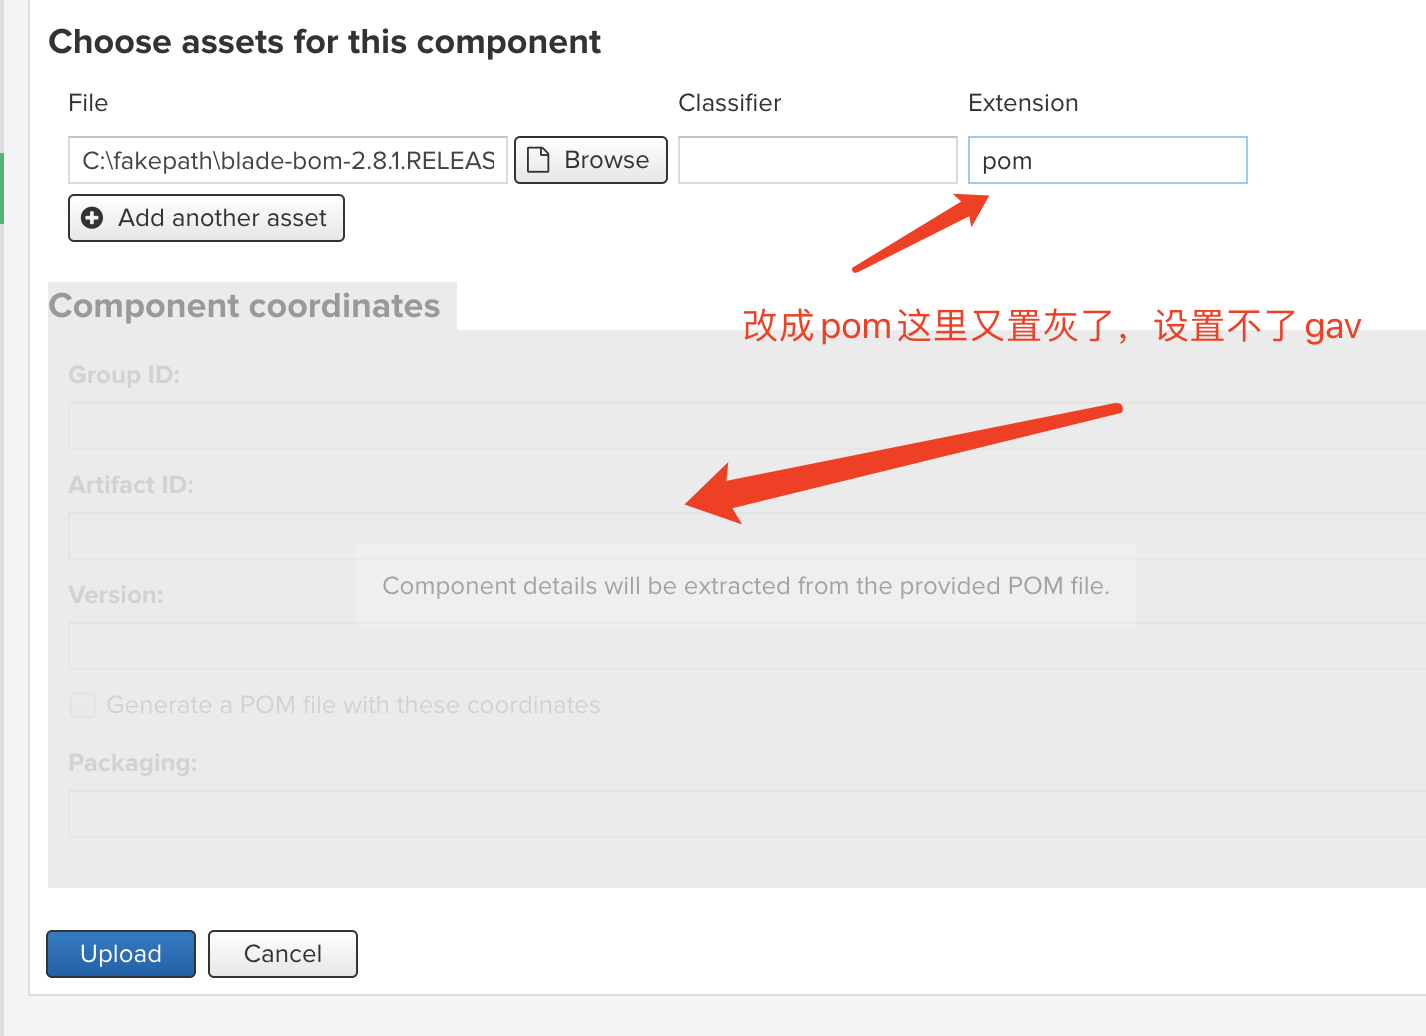 Choose assets for this component
File
Classifier
Extension
C:\fakepath\blade-bom-2.8.1.RELEAS
Browse
pom
Add another asset
Component coordinates
改成pom这里又置灰了，设置不了gav
Group ID:
Artifact ID:
Component details will be extracted from the provided POM file.
Version:
Generate a POM file with these coordinates
Packaging:
Upload
Cancel